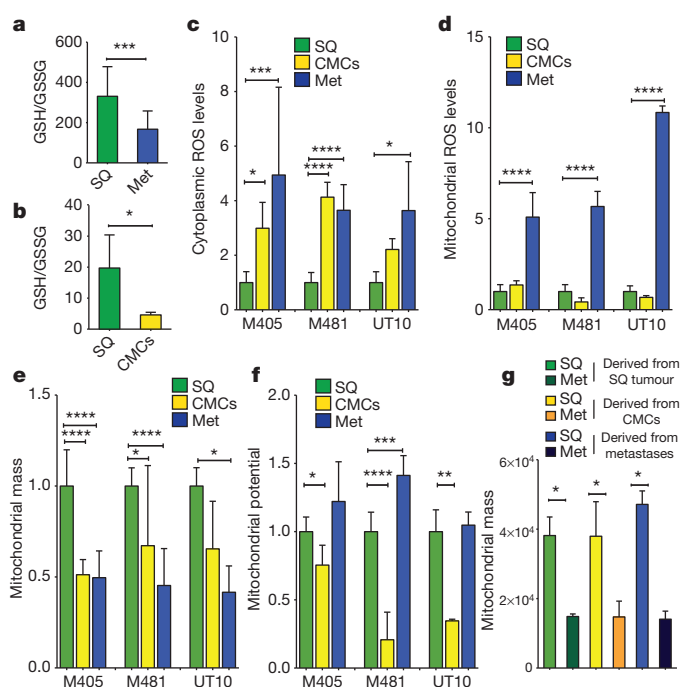 a
GSH/GSSG
600
400
200
0
***
SQ
Met
b
GSH/GSSG
40
30
20
10
0
*
SQ
CMCs
c
SQ
CMCs
Met
Cytoplasmic ROS levels
10
8
6
4
2
0
***
*
****
****
*
M405
M481
UT10
d
SQ
CMCs
Met
Mitochondrial ROS levels
15
10
5
0
****
****
****
M405
M481
UT10
e
SQ
CMCs
Met
Mitochondrial mass
1.5
1.0
0.5
0.0
****
****
****
*
*
M405
M481
UT10
f
SQ
CMCs
Met
Mitochondrial potential
2.0
1.5
1.0
0.5
0.0
*
***
****
**
M405
M481
UT10
g
SQ
Met
Derived from
SQ tumour
SQ
Met
Derived from
CMCs
SQ
Met
Derived from
metastases
Mitochondrial mass
6×10⁴
4×10⁴
2×10⁴
0
*
*
*